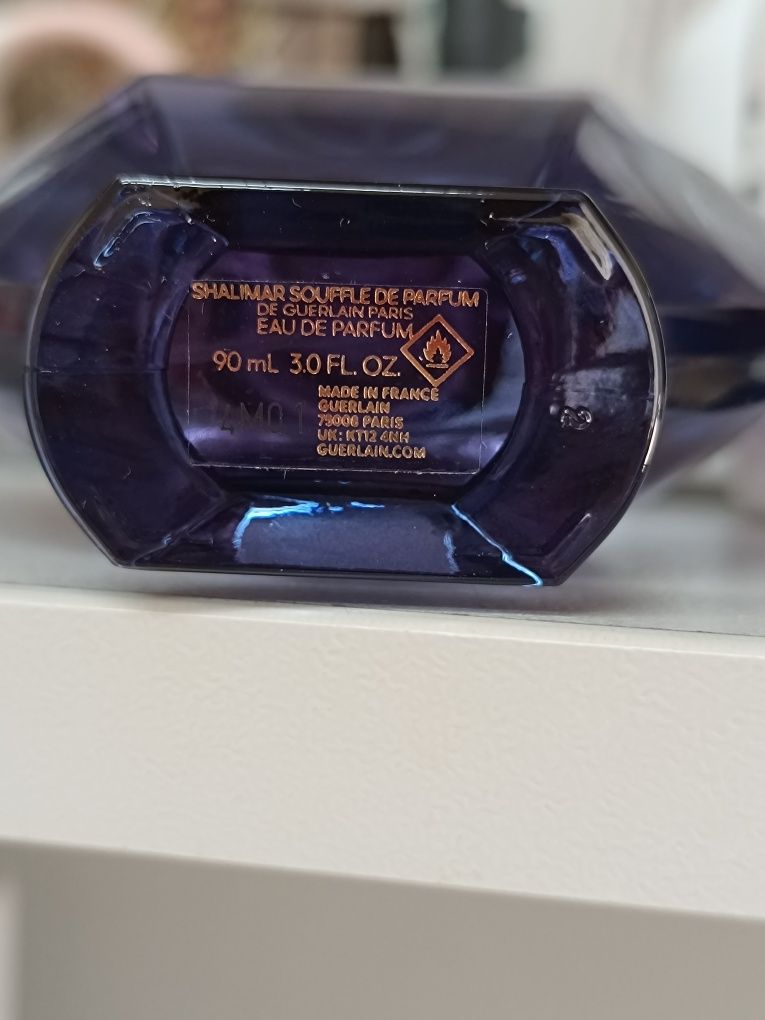 SHALIMAR SOUFFLE DE PARFUM
DE GUERLAIN PARIS
EAU DE PARFUM
90 mL 3.0 FL. OZ.
MADE IN FRANCE
GUERLAIN
75008 PARIS
UK: KT12 4NH
GUERLAIN.COM